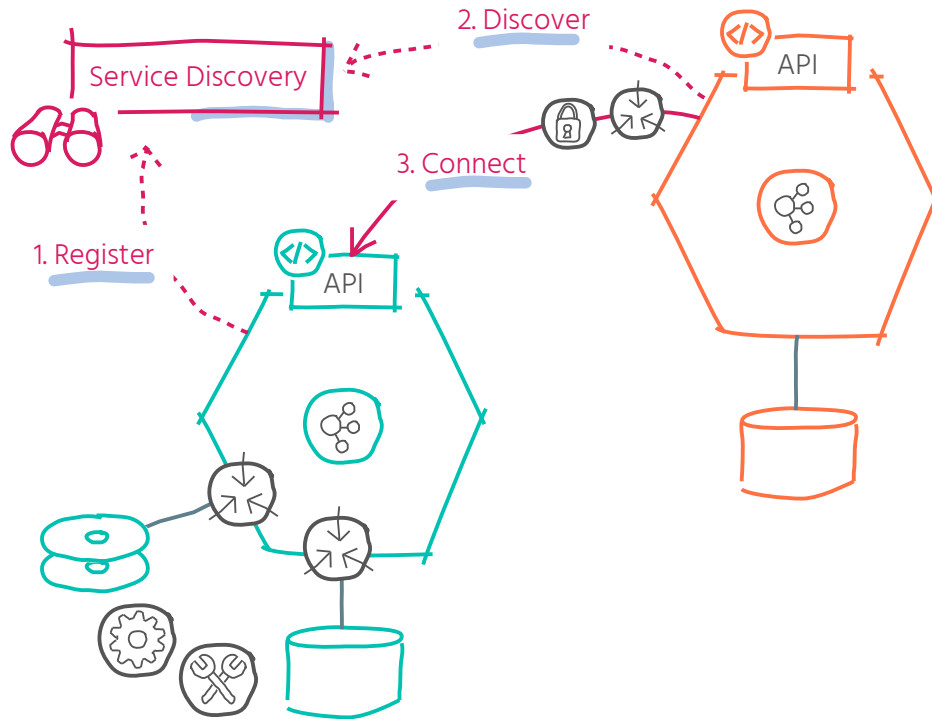 2. Discover
Service Discovery
</>
API
3. Connect
1. Register
</>
API